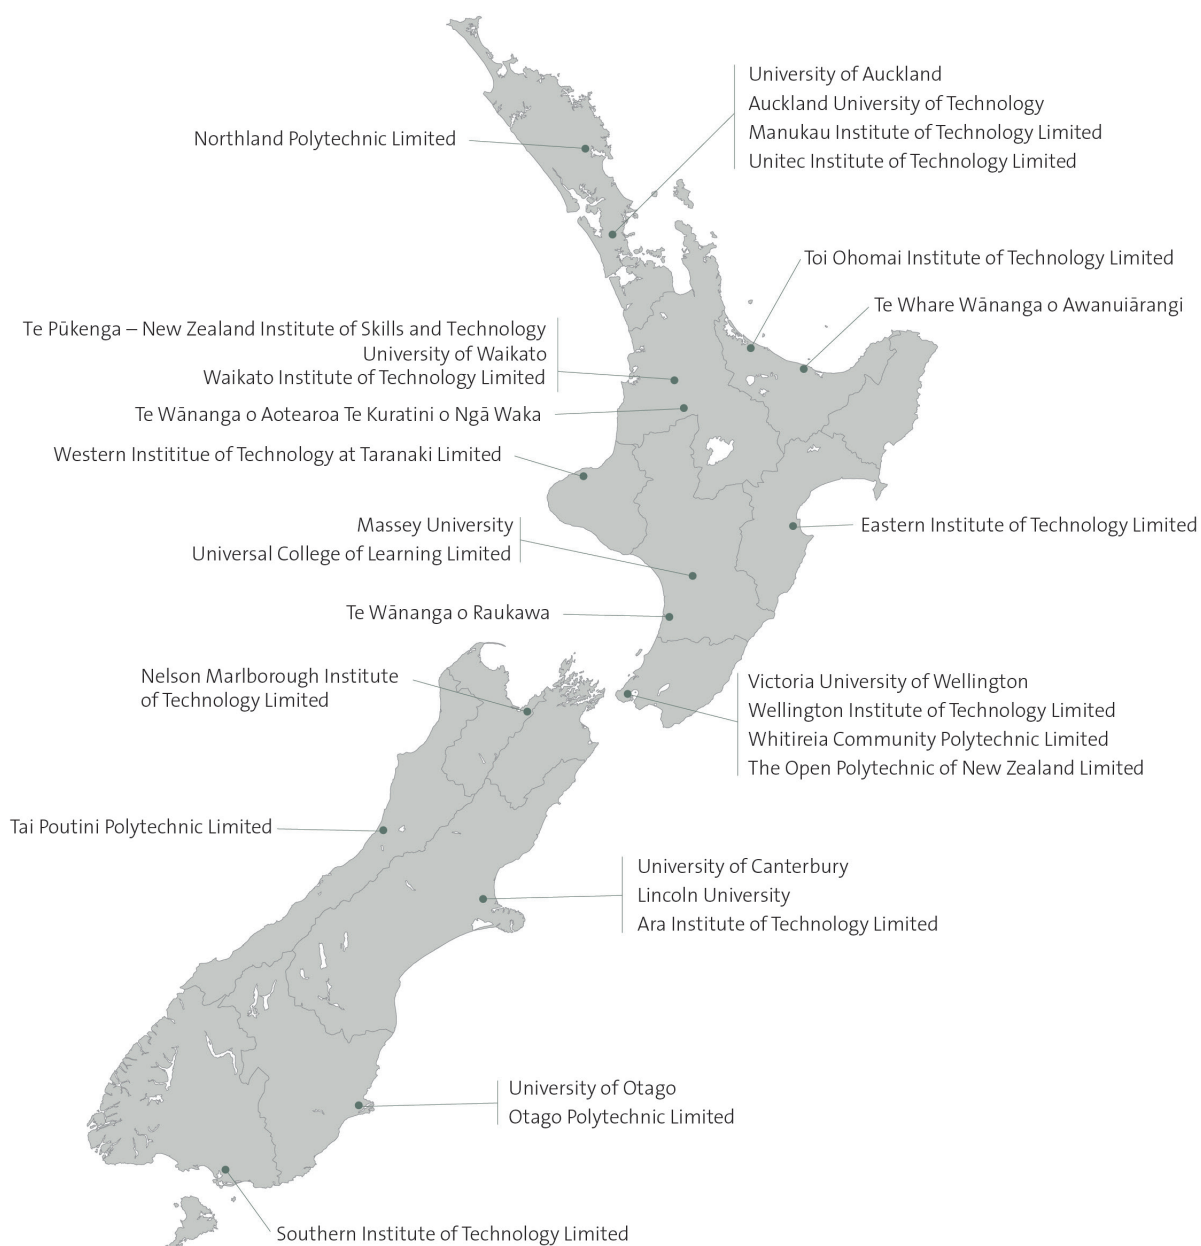 University of Auckland
Auckland University of Technology
Manukau Institute of Technology Limited
Unitec Institute of Technology Limited
Northland Polytechnic Limited
Toi Ohomai Institute of Technology Limited
Te Whare Wānanga o Awanuiārangi
Te Pūkenga – New Zealand Institute of Skills and Technology
University of Waikato
Waikato Institute of Technology Limited
Te Wānanga o Aotearoa Te Kuratini o Ngā Waka
Western Instititue of Technology at Taranaki Limited
Massey University
Universal College of Learning Limited
Eastern Institute of Technology Limited
Te Wānanga o Raukawa
Nelson Marlborough Institute
of Technology Limited
Victoria University of Wellington
Wellington Institute of Technology Limited
Whitireia Community Polytechnic Limited
The Open Polytechnic of New Zealand Limited
Tai Poutini Polytechnic Limited
University of Canterbury
Lincoln University
Ara Institute of Technology Limited
University of Otago
Otago Polytechnic Limited
Southern Institute of Technology Limited